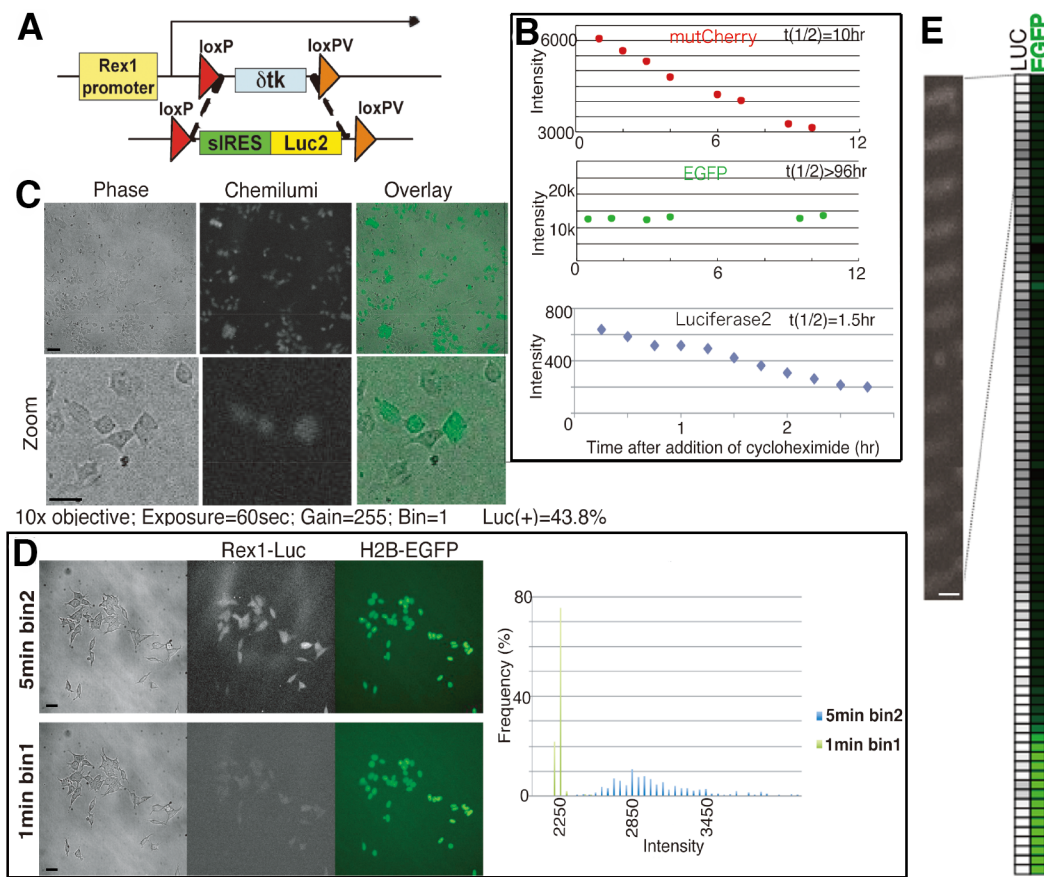 A
loxP
loxPV
Rex1
promoter
δtk
loxP
loxPV
sIRES Luc2
B
mutCherry t(1/2)=10hr
6000
Intensity
3000
0 6 12
EGFP t(1/2)>96hr
20k
Intensity
10k
0 6 12
Luciferase2 t(1/2)=1.5hr
800
Intensity
400
0 1 2
Time after addition of cycloheximide (hr)
C
Phase Chemilumi Overlay
Zoom
10x objective; Exposure=60sec; Gain=255; Bin=1 Luc(+)=43.8%
D
Rex1-Luc H2B-EGFP
5min bin2
1min bin1
80
Frequency (%)
40
0
2250 2850 3450
Intensity
5min bin2
1min bin1
E
LUC
EGFP